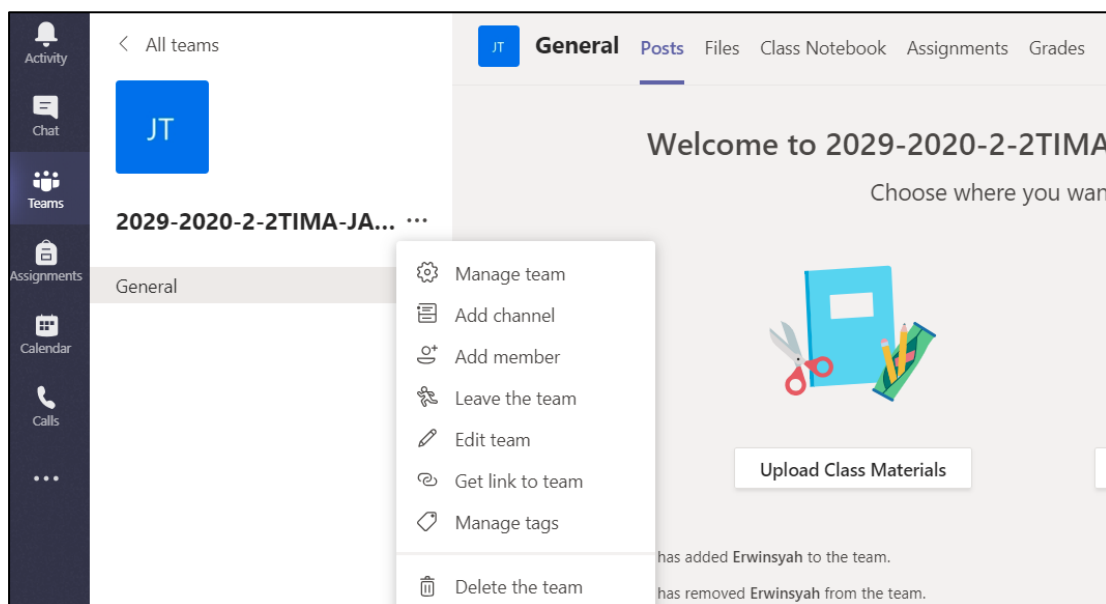 Activity
Chat
Teams
Assignments
Calendar
Calls
All teams
JT
2029-2020-2-2TIMA-JA...
General
Manage team
Add channel
Add member
Leave the team
Edit team
Get link to team
Manage tags
Delete the team
JT General Posts Files Class Notebook Assignments Grades
Welcome to 2029-2020-2-2TIMA
Choose where you wan
Upload Class Materials
has added Erwinsyah to the team.
has removed Erwinsyah from the team.